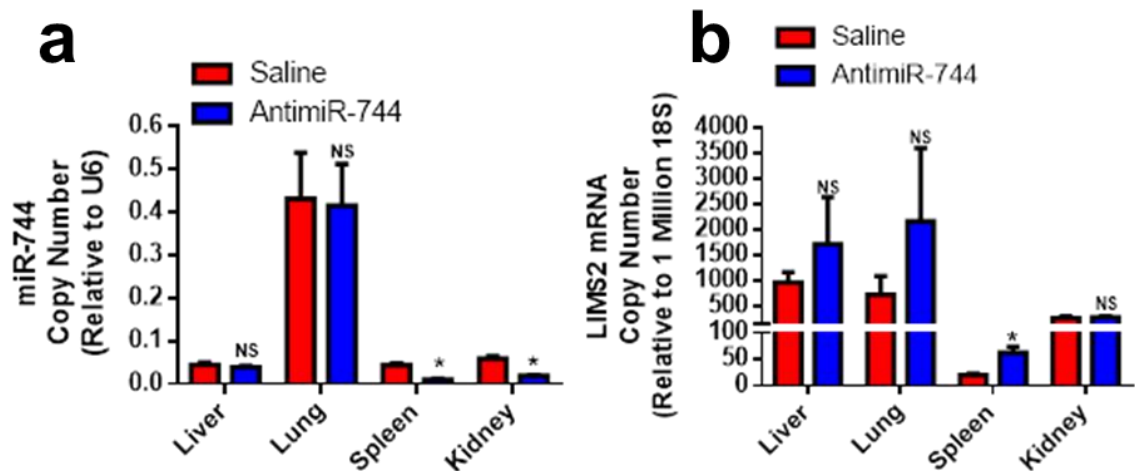 a
Saline
AntimiR-744
miR-744
Copy Number
(Relative to U6)
0.6
0.5
0.4
0.3
0.2
0.1
0.0
NS
NS
*
*
Liver
Lung
Spleen
Kidney
b
Saline
AntimiR-744
LIMS2 mRNA
Copy Number
(Relative to 1 Million 18S)
4000
3500
3000
2500
2000
1500
1000
500
100
50
0
NS
NS
*
NS
Liver
Lung
Spleen
Kidney